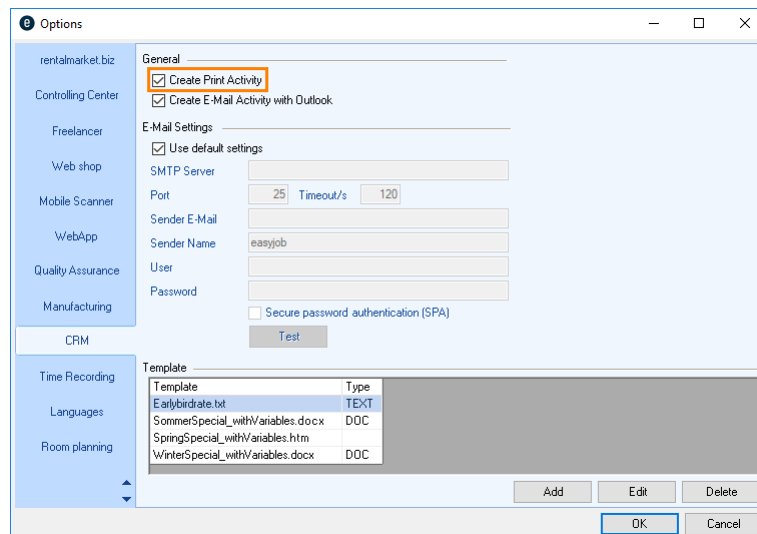 e Options
rentalmarket.biz
Controlling Center
Freelancer
Web shop
Mobile Scanner
WebApp
Quality Assurance
Manufacturing
CRM
Time Recording
Languages
Room planning
General
Create Print Activity
Create E-Mail Activity with Outlook
E-Mail Settings
Use default settings
SMTP Server
Port 25 Timeout/s 120
Sender E-Mail
Sender Name easyjob
User
Password
Secure password authentication (SPA)
Test
Template
Template Type
Earlybirdrate.txt TEXT
SommerSpecial_withVariables.docx DOC
SpringSpecial_withVariables.htm
WinterSpecial_withVariables.docx DOC
Add Edit Delete
OK Cancel